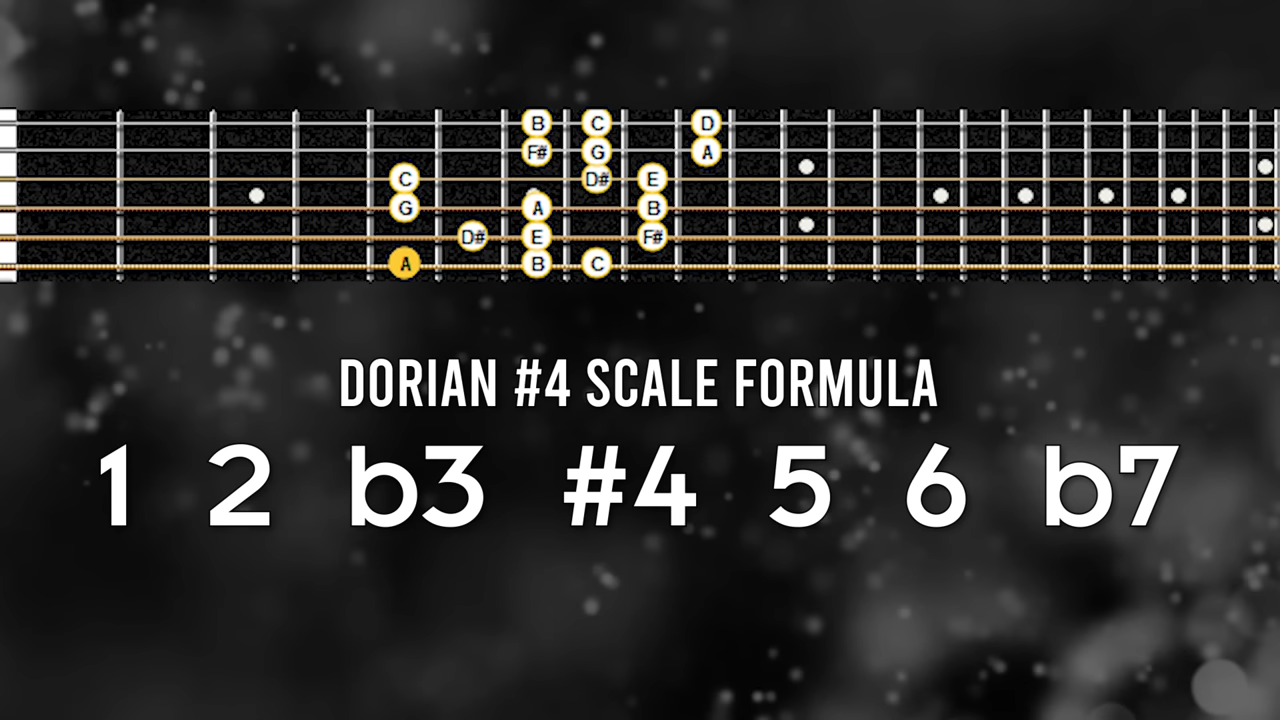 B C D
F# G A
C D# E
G A B
D# E F#
A B C
DORIAN #4 SCALE FORMULA
1 2 b3 #4 5 6 b7